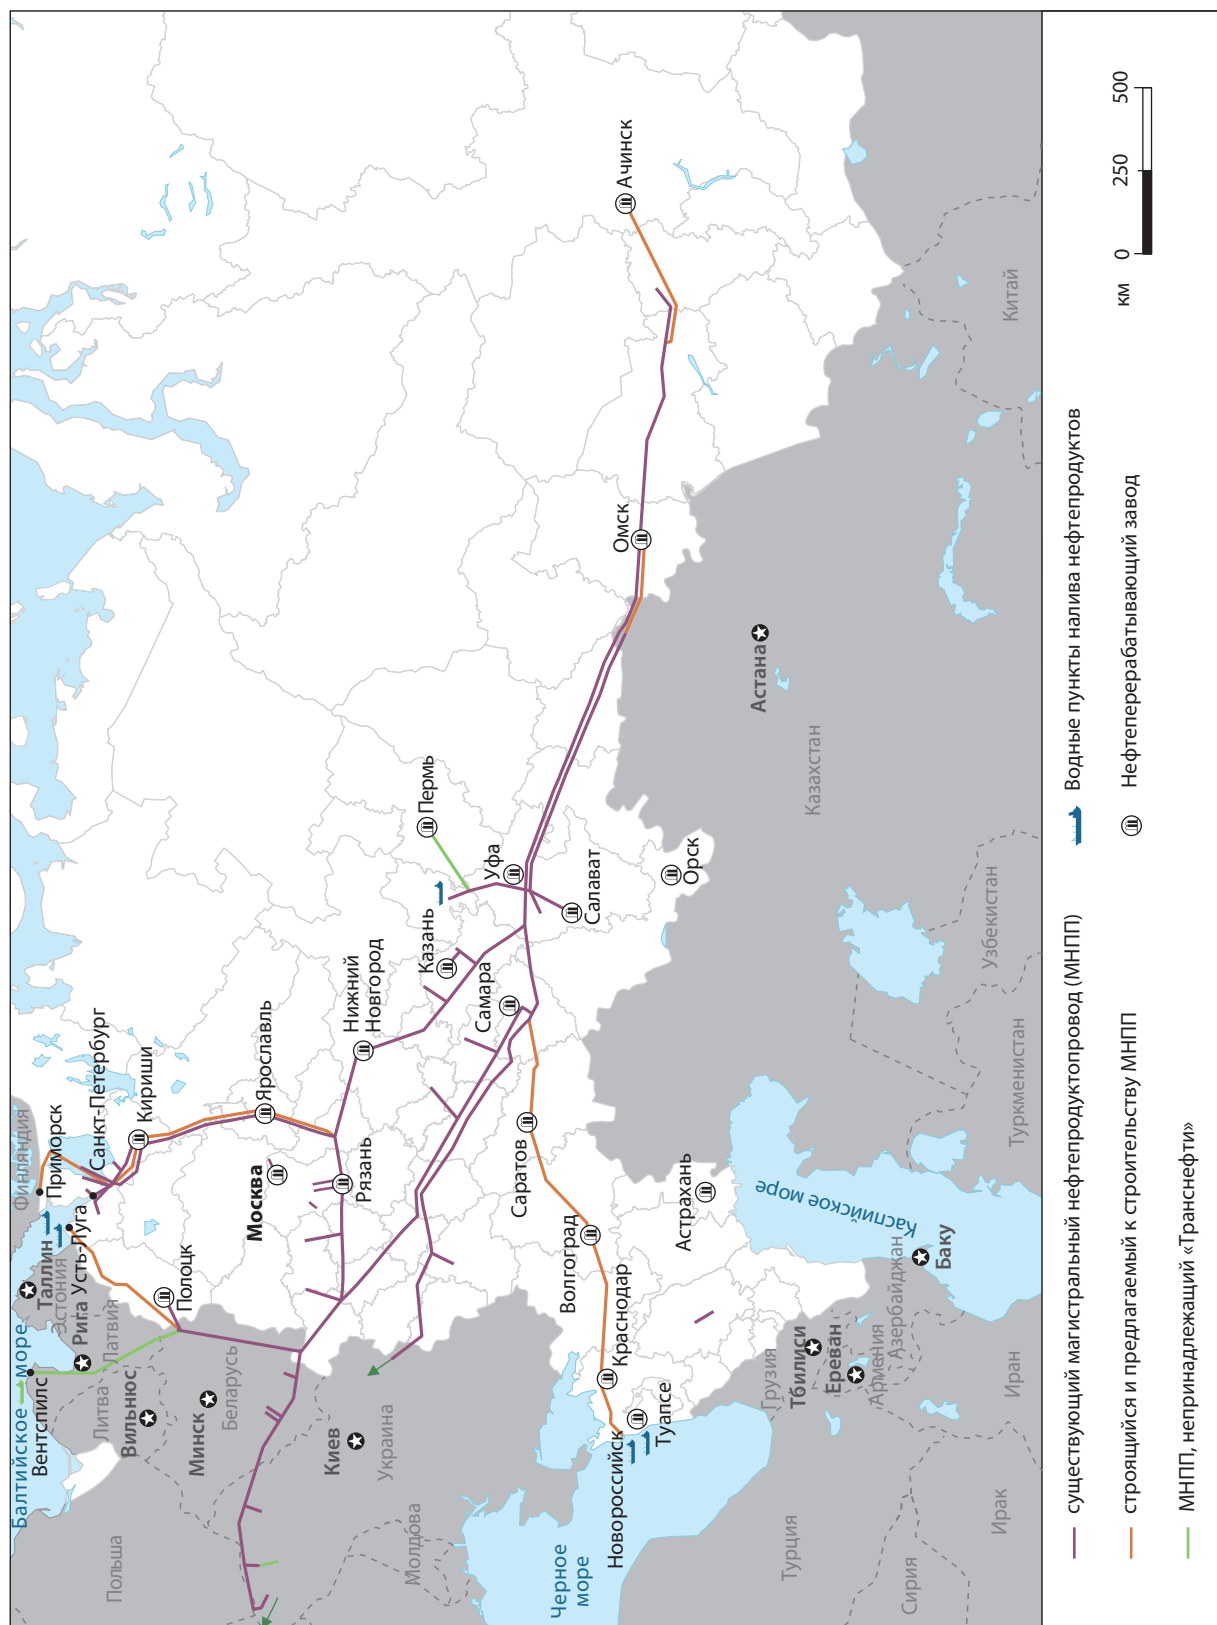 Балтийское море
Вентспилс
Рига
Таллин
Эстония
Усть-Луга
Приморск
Финляндия
Санкт-Петербург
Кириши
Латвия
Литва
Вильнюс
Полоцк
Минск
Беларусь
Польша
Киев
Украина
Молдова
Москва
Ярославль
Рязань
Нижний
Новгород
Казань
Пермь
Самара
Уфа
Салават
Орск
Омск
Ачинск
Саратов
Волгоград
Астрахань
Краснодар
Новороссийск
Туапсе
Черное
море
Каспийское море
Грузия
Тбилиси
Ереван
Армения
Азербайджан
Баку
Турция
Сирия
Ирак
Иран
Туркменистан
Узбекистан
Казахстан
Астана
Китай
существующий магистральный нефтепродуктопровод (МНПП)
строящийся и предлагаемый к строительству МНПП
МНПП, непринадлежащий «Транснефти»
Водные пункты налива нефтепродуктов
Нефтеперерабатывающий завод
км
0 250 500